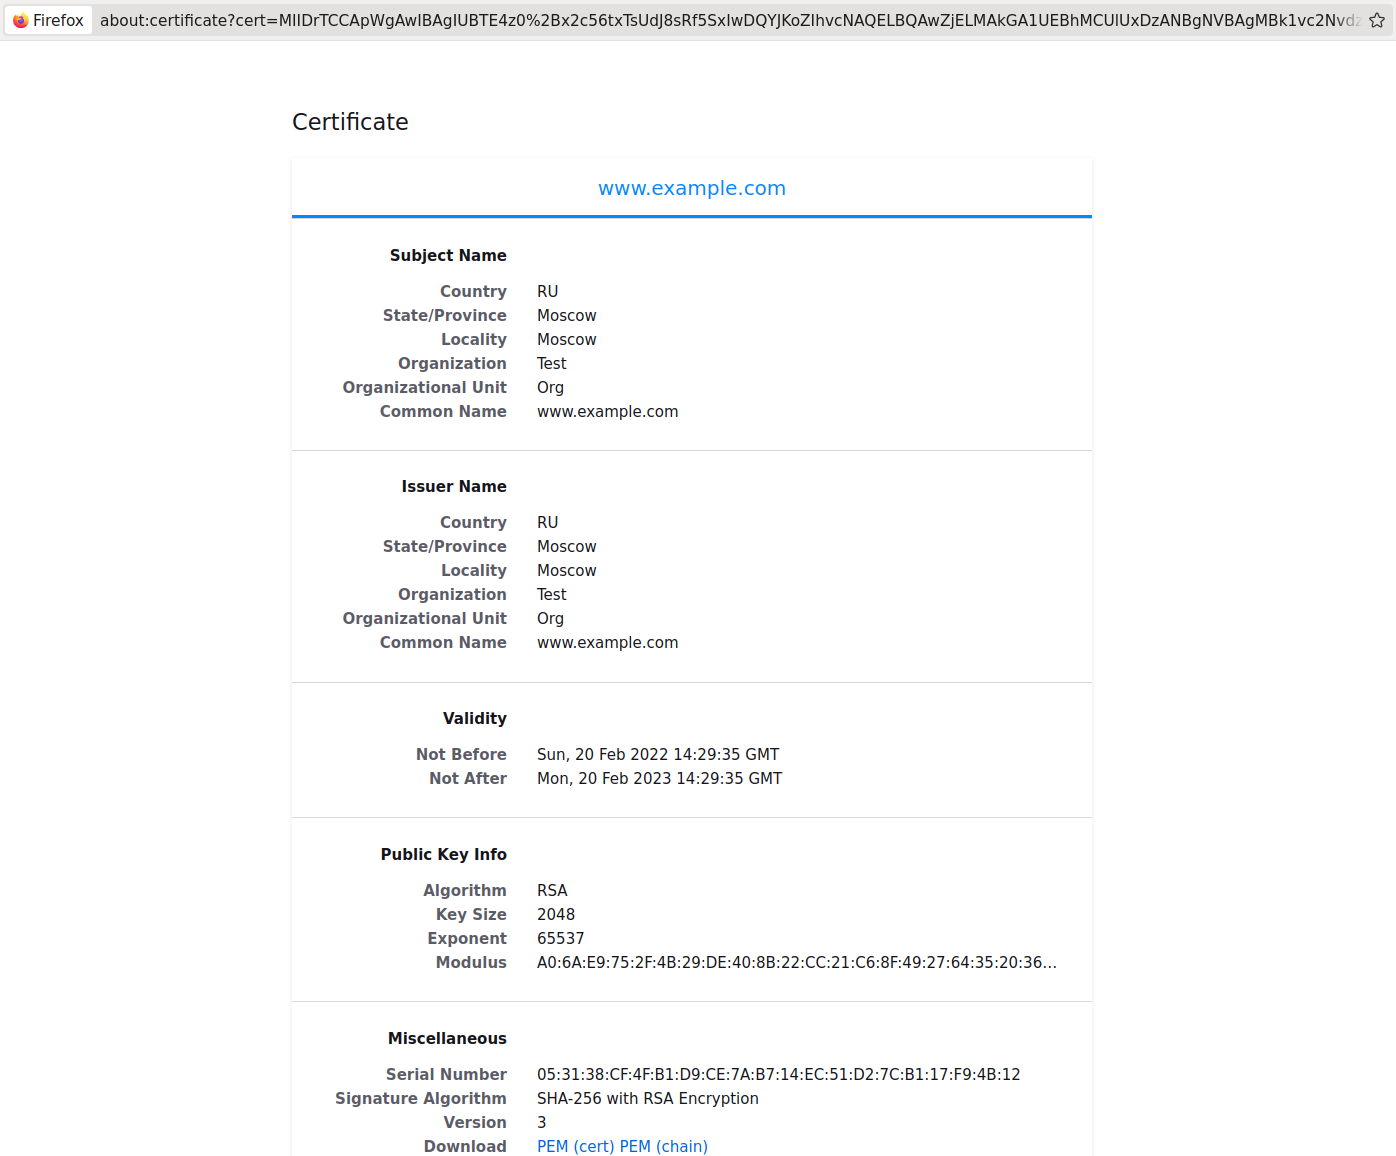 Firefox about:certificate?cert=MIIDrTCCApWgAwIBAgIUBTE4z0%2Bx2c56txTsUdJ8sRf5SxIwDQYJKoZIhvcNAQELBQAwZjELMAkGA1UEBhMCUlUxDzANBgNVBAgMBk1vc2Nvd
Certificate
www.example.com
Subject Name
Country RU
State/Province Moscow
Locality Moscow
Organization Test
Organizational Unit Org
Common Name www.example.com
Issuer Name
Country RU
State/Province Moscow
Locality Moscow
Organization Test
Organizational Unit Org
Common Name www.example.com
Validity
Not Before Sun, 20 Feb 2022 14:29:35 GMT
Not After Mon, 20 Feb 2023 14:29:35 GMT
Public Key Info
Algorithm RSA
Key Size 2048
Exponent 65537
Modulus A0:6A:E9:75:2F:4B:29:DE:40:8B:22:CC:21:C6:8F:49:27:64:35:20:36…
Miscellaneous
Serial Number 05:31:38:CF:4F:B1:D9:CE:7A:B7:14:EC:51:D2:7C:B1:17:F9:4B:12
Signature Algorithm SHA-256 with RSA Encryption
Version 3
Download PEM (cert) PEM (chain)